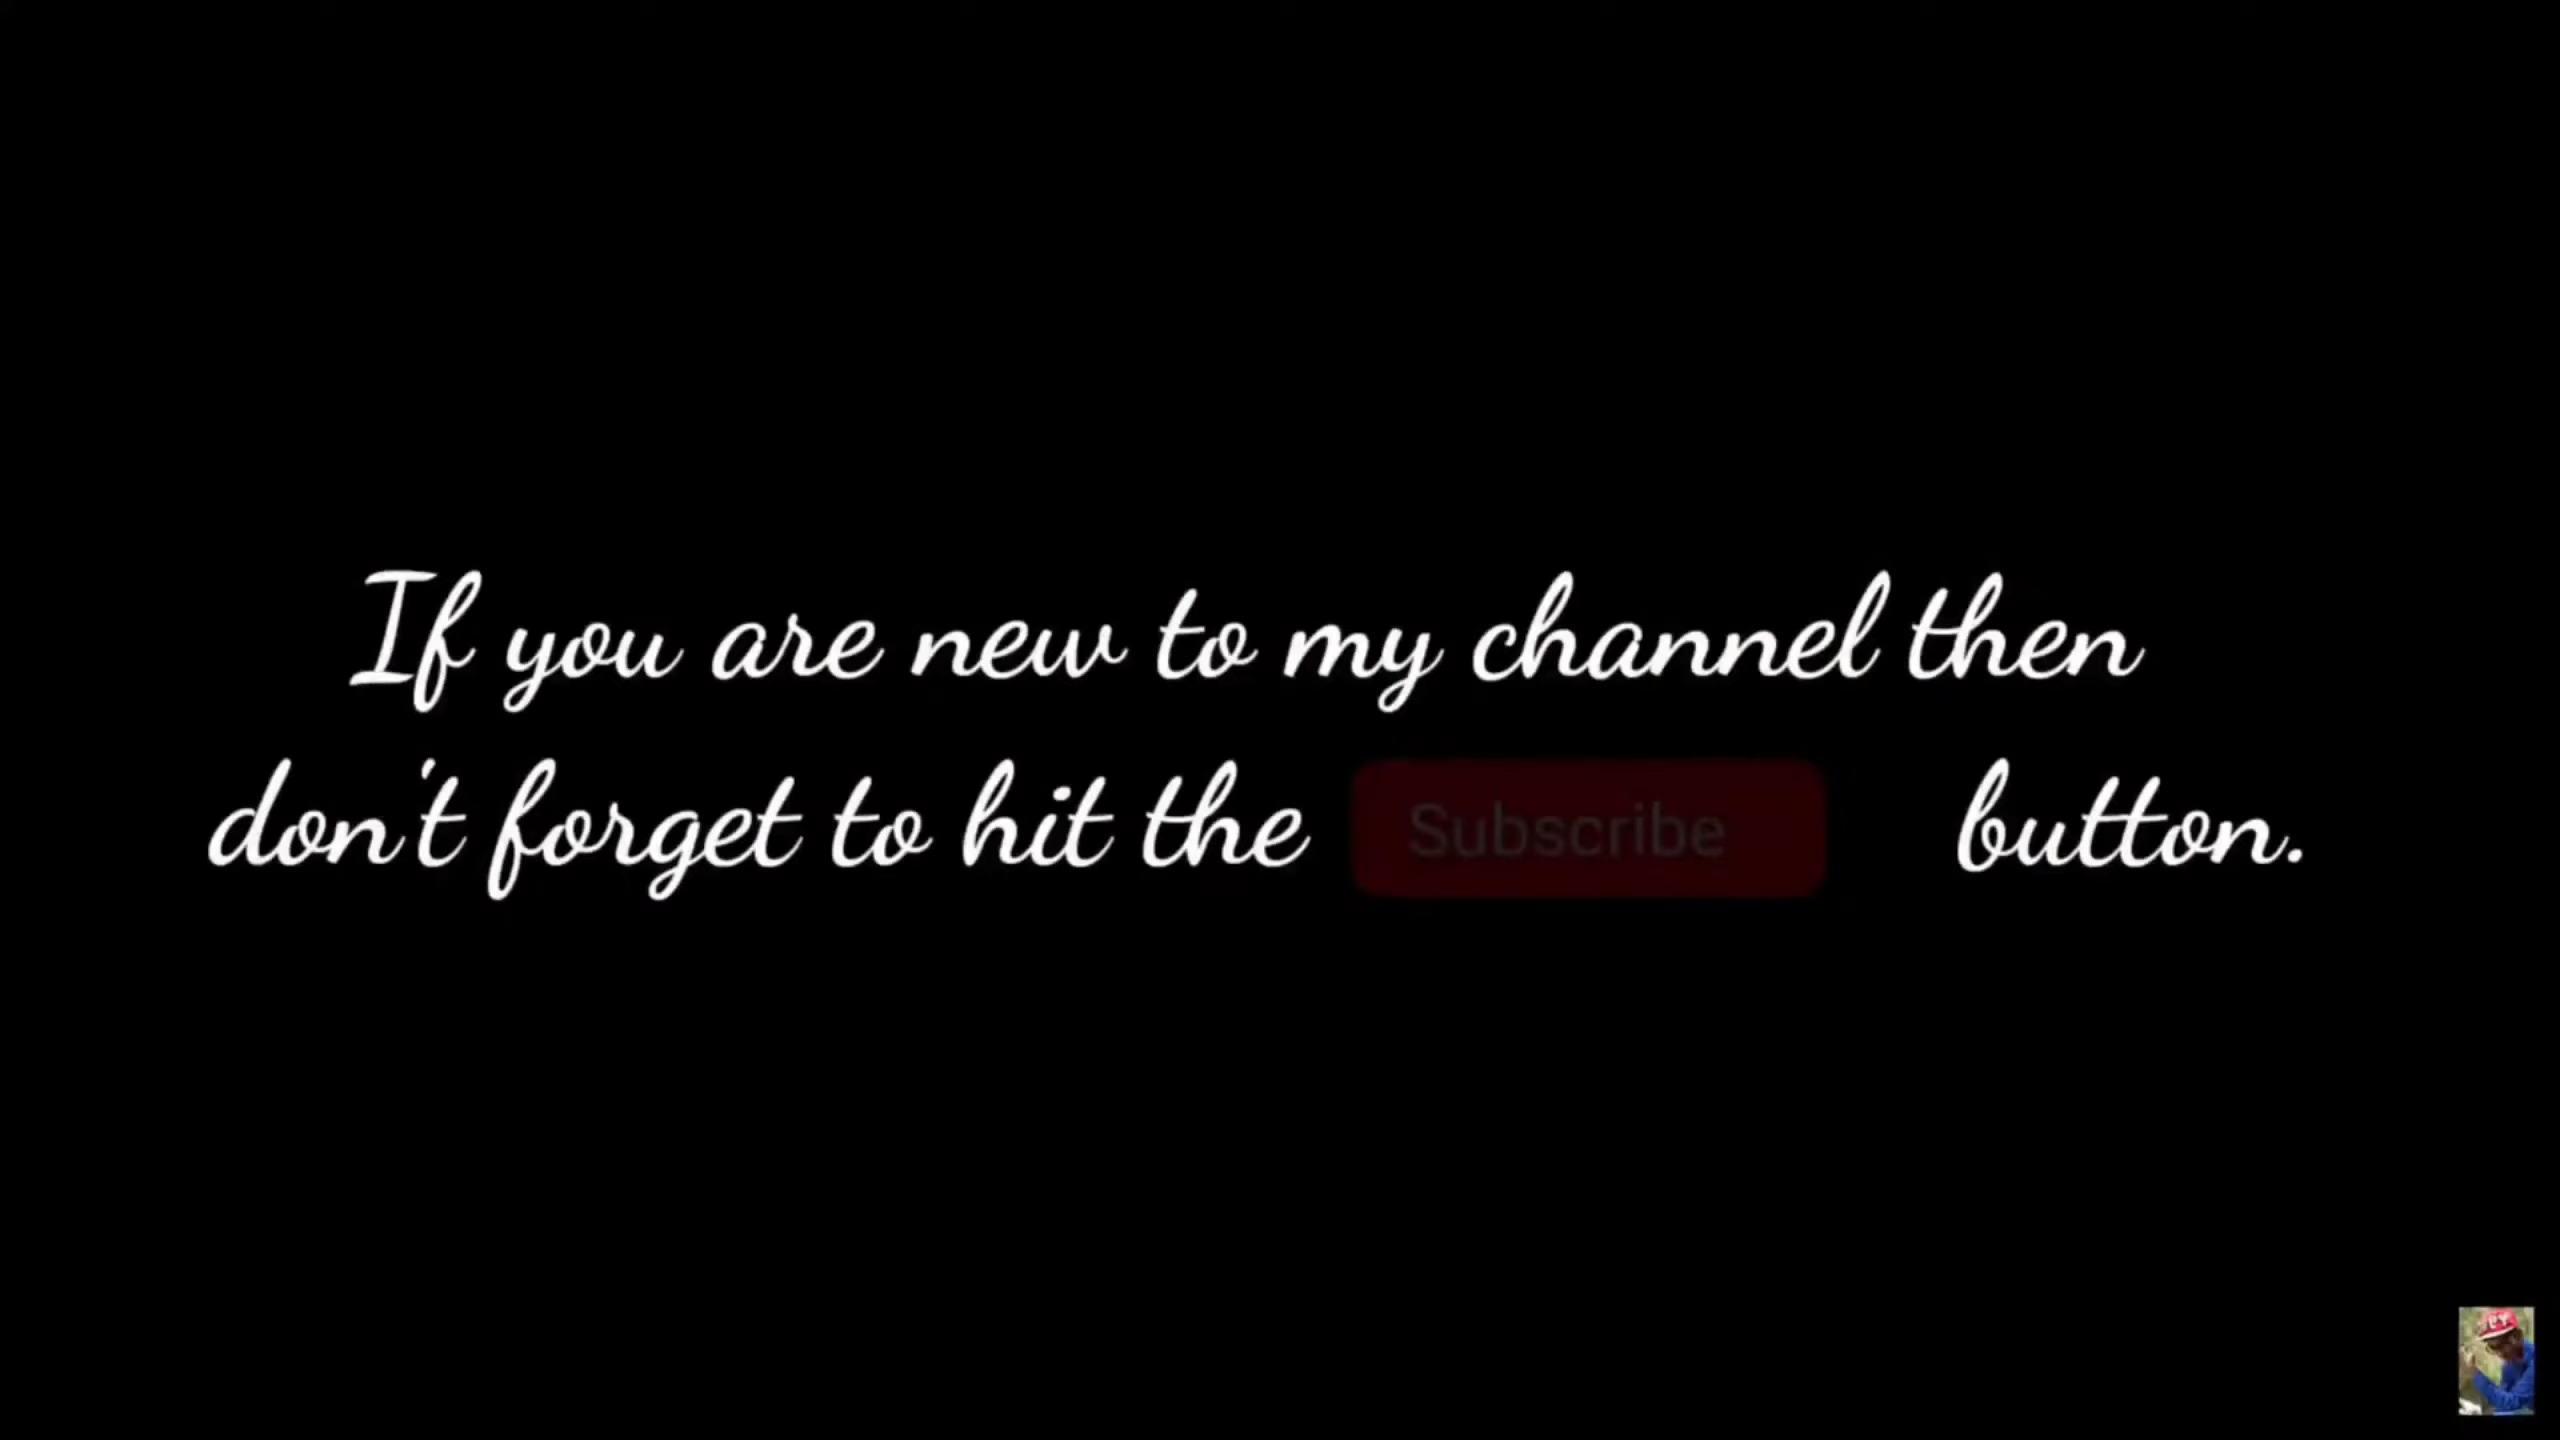 If you are new to my channel then
don't forget to hit the Subscribe button.